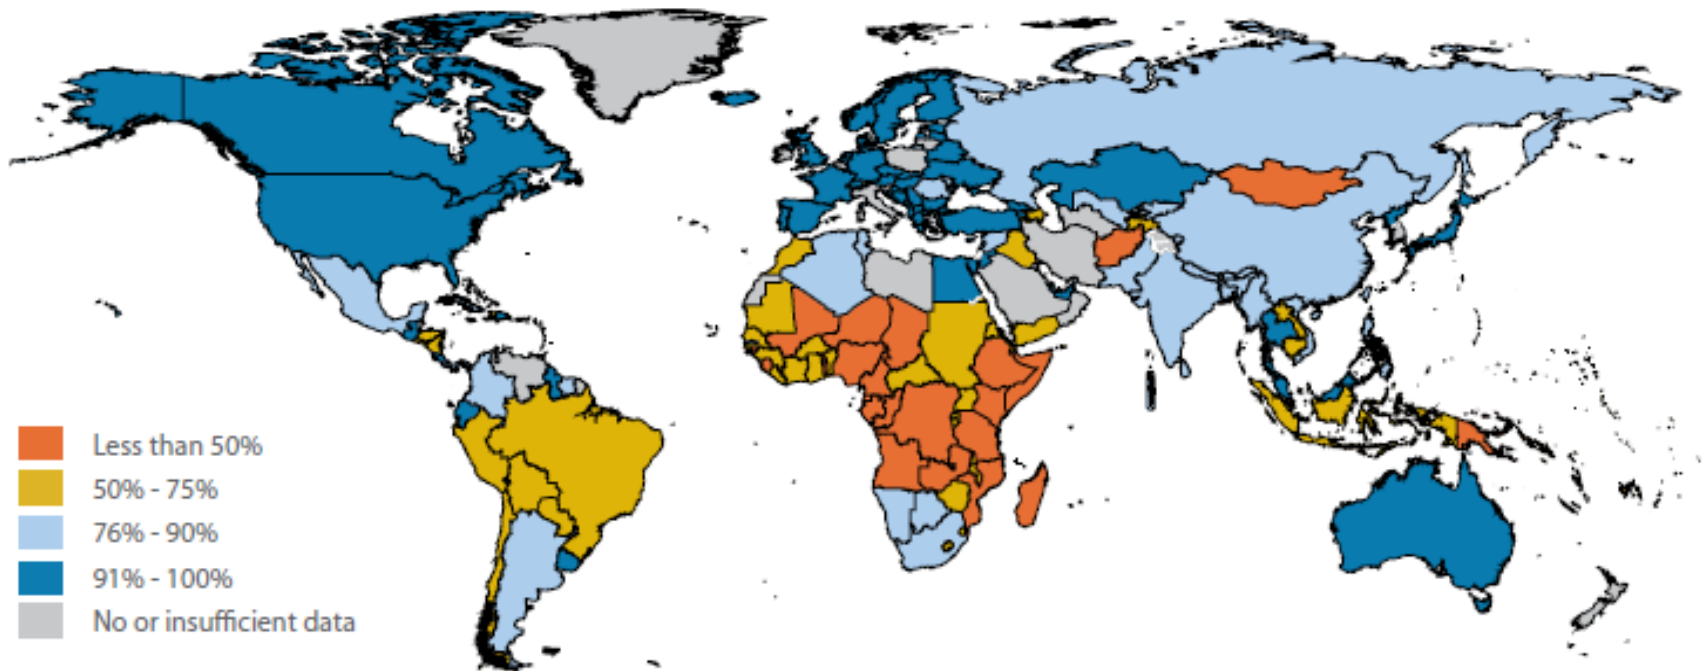 Less than 50%
50% - 75%
76% - 90%
91% - 100%
No or insufficient data